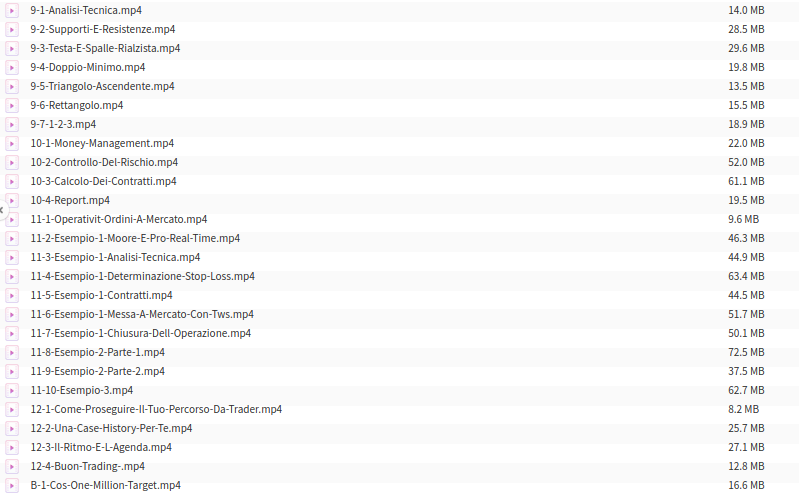 9-1-Analisi-Tecnica.mp4 14.0 MB
9-2-Supporti-E-Resistenze.mp4 28.5 MB
9-3-Testa-E-Spalle-Rialzista.mp4 29.6 MB
9-4-Doppio-Minimo.mp4 19.8 MB
9-5-Triangolo-Ascendente.mp4 13.5 MB
9-6-Rettangolo.mp4 15.5 MB
9-7-1-2-3.mp4 18.9 MB
10-1-Money-Management.mp4 22.0 MB
10-2-Controllo-Del-Rischio.mp4 52.0 MB
10-3-Calcolo-Dei-Contratti.mp4 61.1 MB
10-4-Report.mp4 19.5 MB
11-1-Operativit-Ordini-A-Mercato.mp4 9.6 MB
11-2-Esempio-1-Moore-E-Pro-Real-Time.mp4 46.3 MB
11-3-Esempio-1-Analisi-Tecnica.mp4 44.9 MB
11-4-Esempio-1-Determinazione-Stop-Loss.mp4 63.4 MB
11-5-Esempio-1-Contratti.mp4 44.5 MB
11-6-Esempio-1-Messa-A-Mercato-Con-Tws.mp4 51.7 MB
11-7-Esempio-1-Chiusura-Dell-Operazione.mp4 50.1 MB
11-8-Esempio-2-Parte-1.mp4 72.5 MB
11-9-Esempio-2-Parte-2.mp4 37.5 MB
11-10-Esempio-3.mp4 62.7 MB
12-1-Come-Proseguire-Il-Tuo-Percorso-Da-Trader.mp4 8.2 MB
12-2-Una-Case-History-Per-Te.mp4 25.7 MB
12-3-Il-Ritmo-E-L-Agenda.mp4 27.1 MB
12-4-Buon-Trading-.mp4 12.8 MB
B-1-Cos-One-Million-Target.mp4 16.6 MB